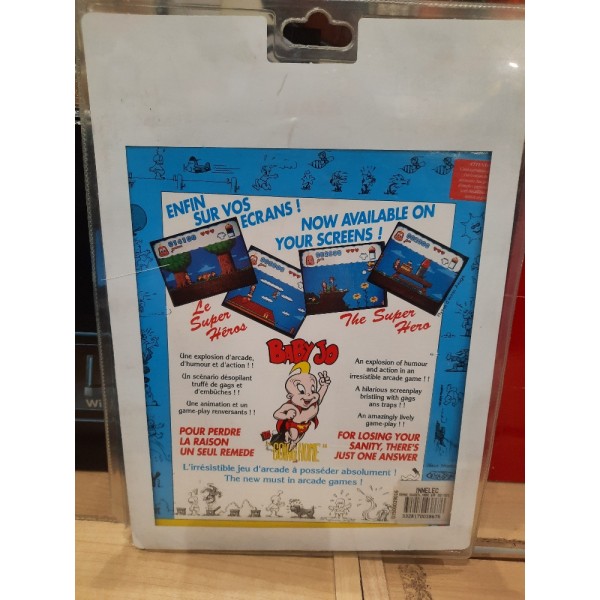 ENFIN
SUR VOS
ECRANS !
NOW AVAILABLE ON
YOUR SCREENS !
Le
Super
Héros
The Super
Hero
BABY JO
Une explosion d'arcade,
d'humour et d'action !
Un scénario désopilant
truffé de gags et
d'embûches ! !
Une animation et un
game-play renversants ! !
An explosion of humour
and action in an
irresistible arcade game ! !
A hilarious screenplay
bristling with gags
ans traps ! !
An amazingly lively
game-play ! !
POUR PERDRE
LA RAISON
UN SEUL REMEDE
"GOING HOME"
FOR LOSING YOUR
SANITY, THERE'S
JUST ONE ANSWER
L'irrésistible jeu d'arcade à posséder absolument !
The new must in arcade games !
INNELEC
Wii